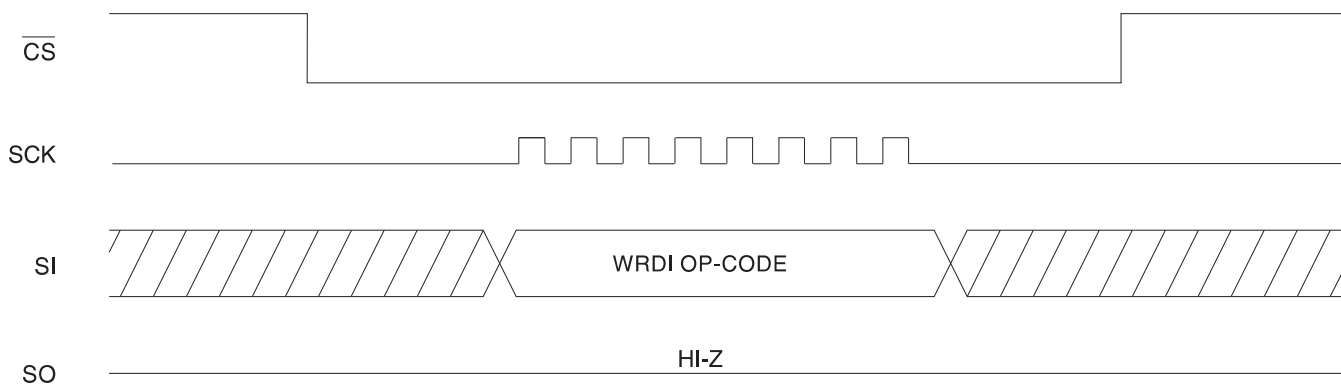 CS
SCK
SI
WRDI OP-CODE
HI-Z
SO